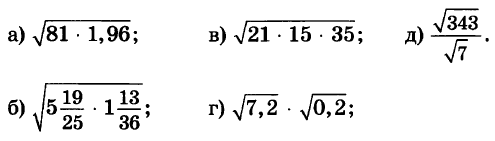 а) √(81 · 1,96); в) √(21 · 15 · 35); д) √343/√7.
б) √(5 19/25 · 1 13/36); г) √7,2 · √0,2;